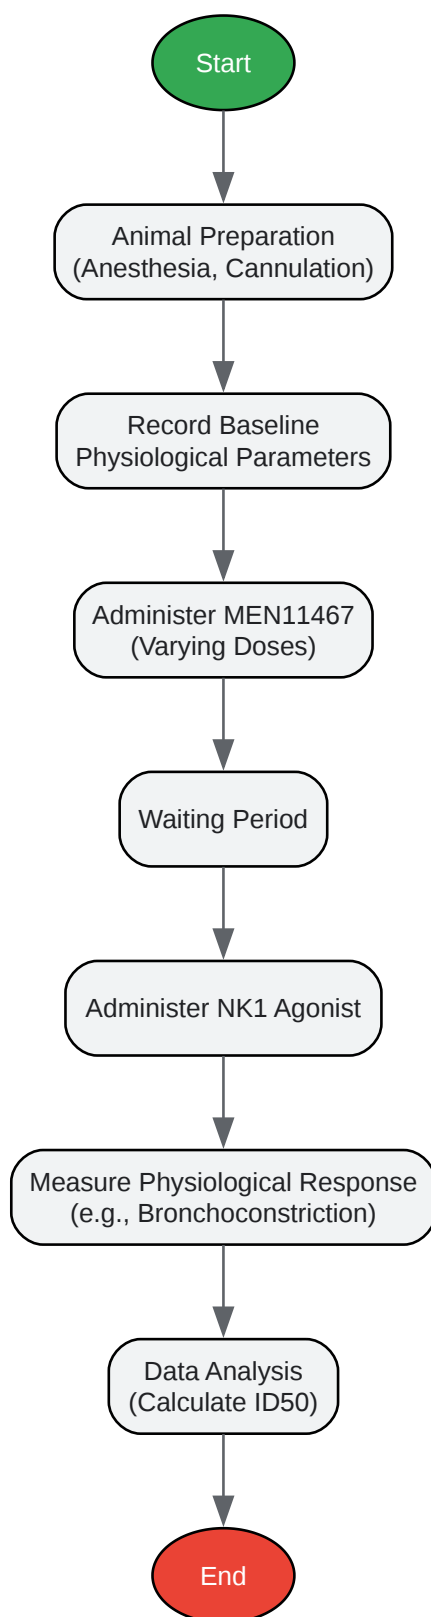 Start
Animal Preparation
(Anesthesia, Cannulation)
Record Baseline
Physiological Parameters
Administer MEN11467
(Varying Doses)
Waiting Period
Administer NK1 Agonist
Measure Physiological Response
(e.g., Bronchoconstriction)
Data Analysis
(Calculate ID50)
End